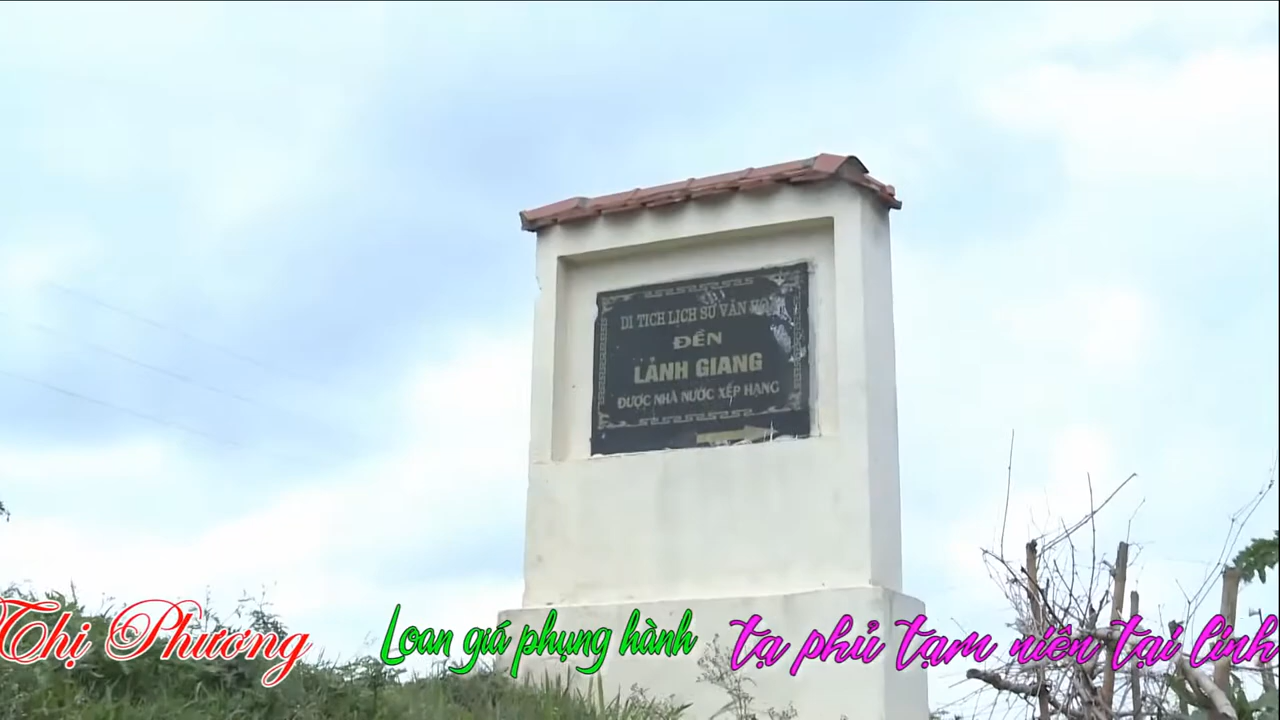 DI TÍCH LỊCH SỬ VĂN HOÁ
ĐỀN
LẢNH GIANG
ĐƯỢC NHÀ NƯỚC XẾP HẠNG
Thị Phương Loan giá phụng hành tạ phủ tạm niên tại linh